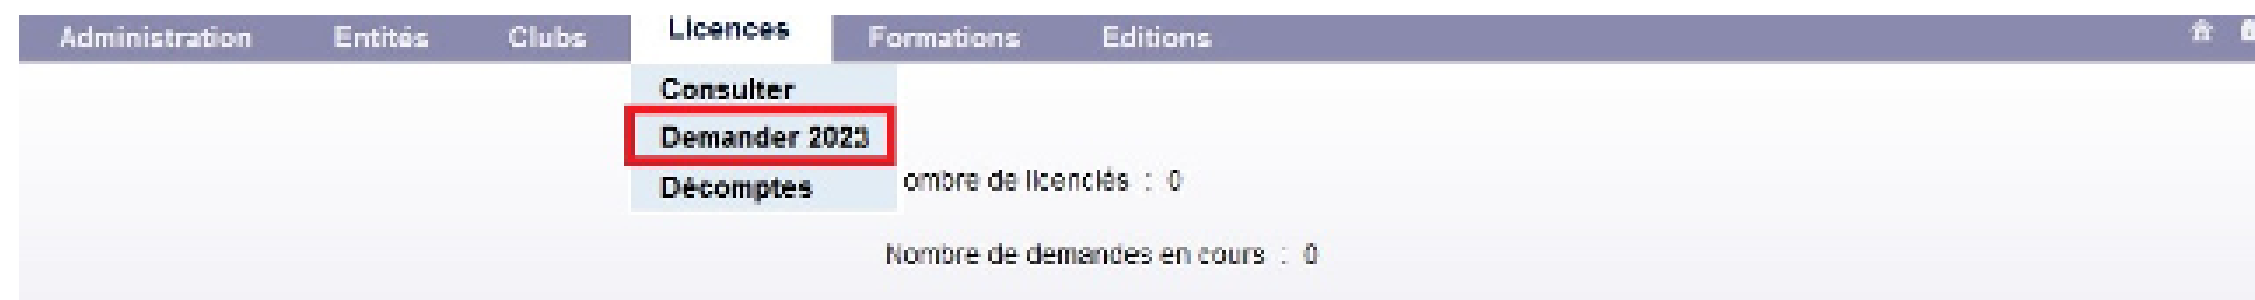 Administration Entités Clubs Licences Formations Editions
Consulter
Demander 2023
Décomptes
ombre de licenciés : 0
Nombre de demandes en cours : 0